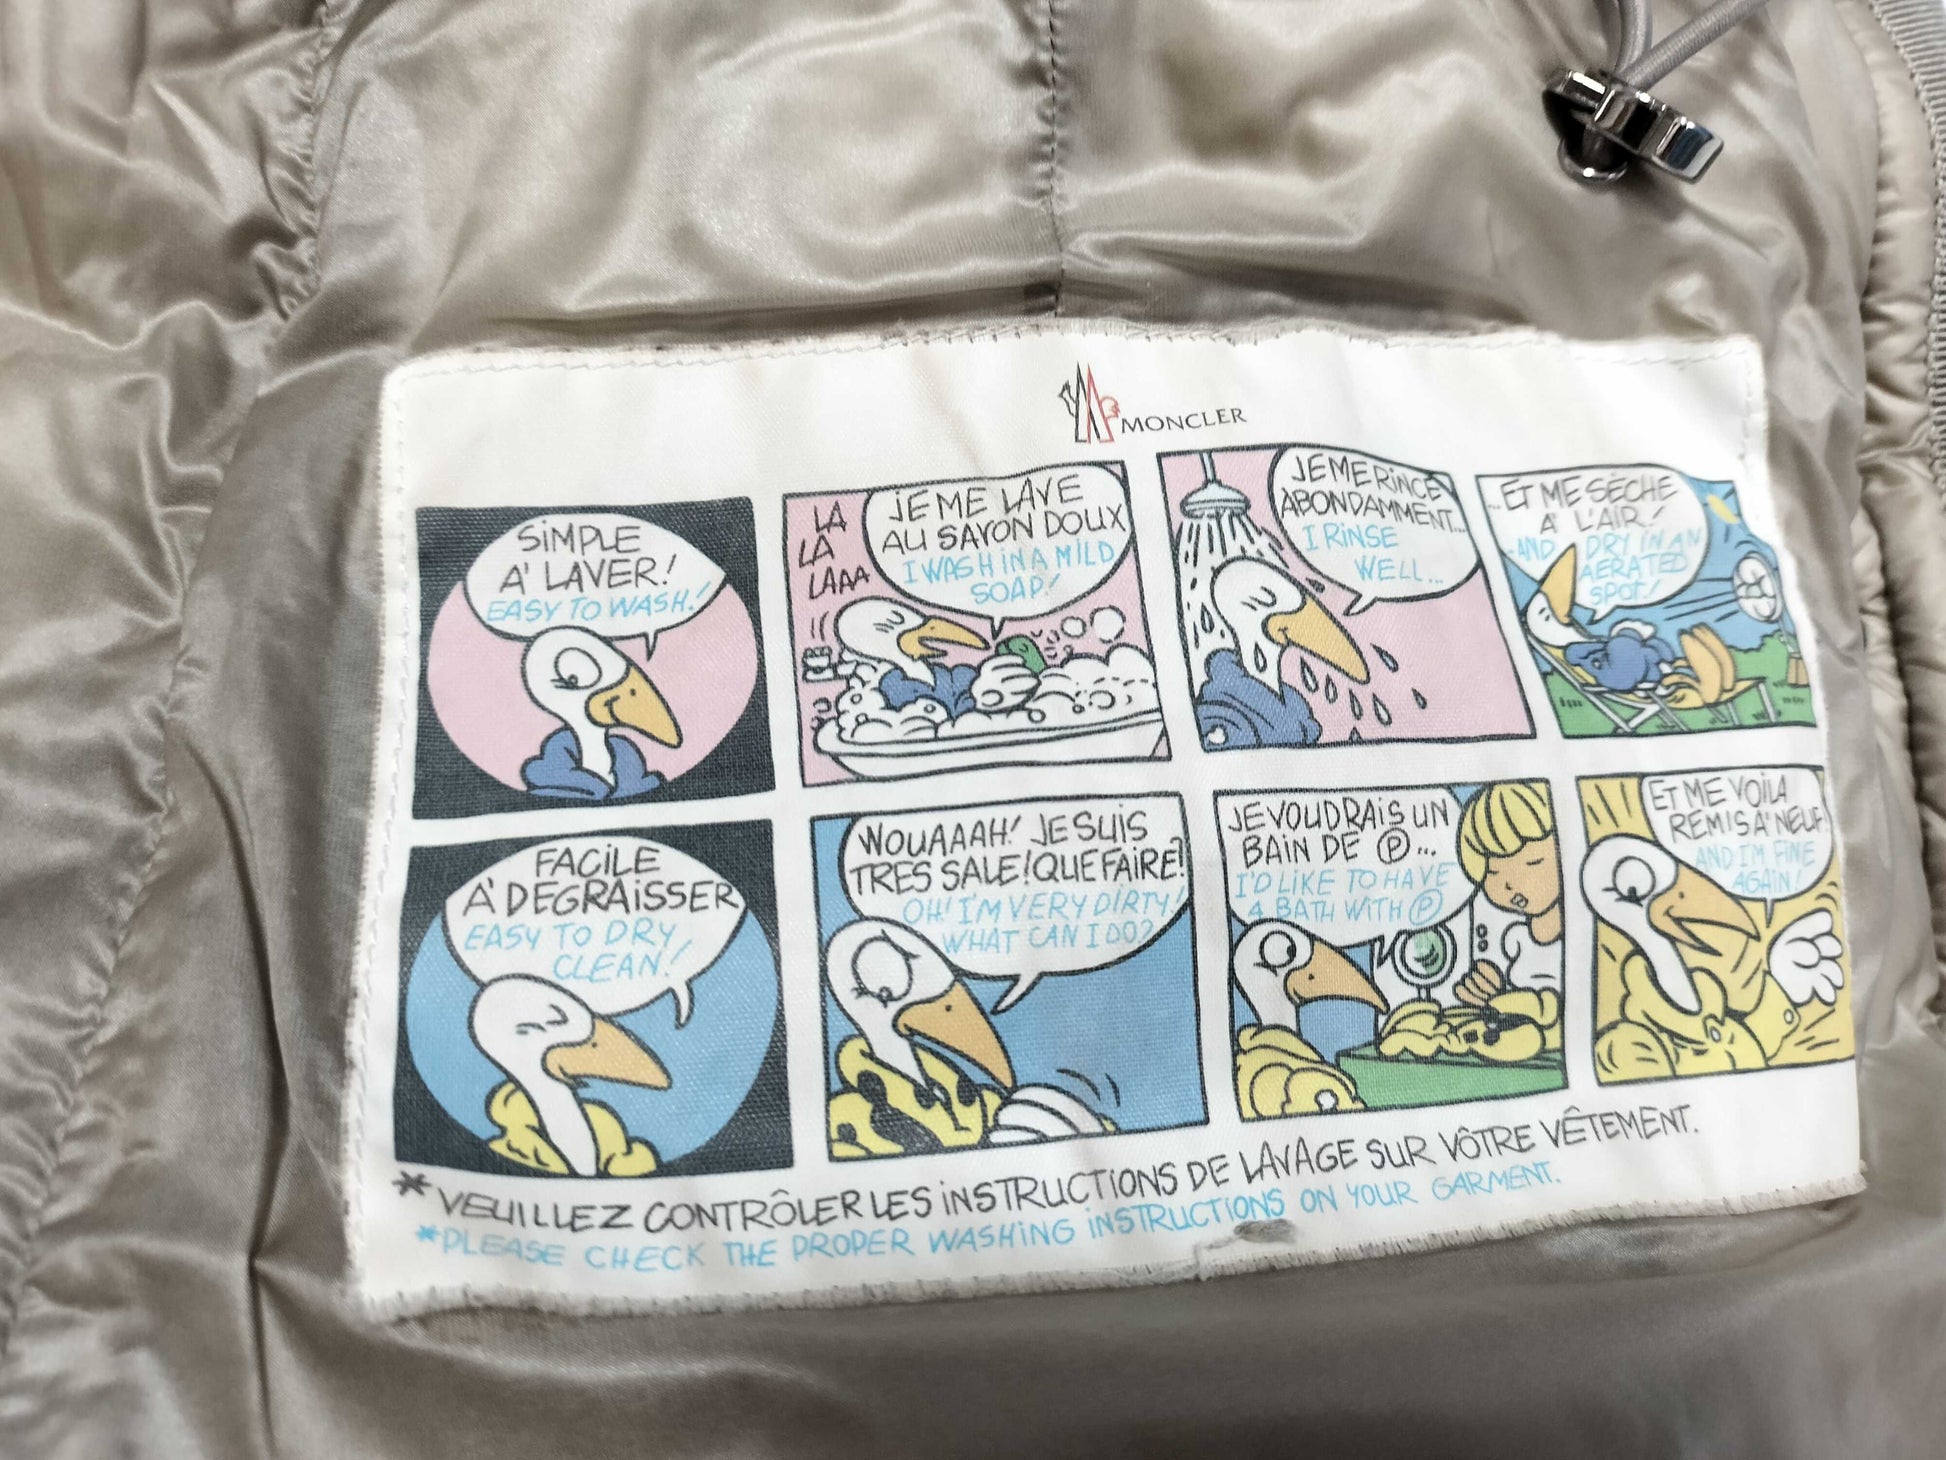 MONCLER
SIMPLE
A' LAVER!
EASY TO WASH!
LA
LA
LAAA
JE ME LAVE
AU SAVON DOUX
I WASH IN A MILD
SOAP!
JE ME RINCE
ABONDAMMENT...
I RINSE
WELL...
...ET ME SÈCHE
A' L'AIR!
AND DRY IN AN
AERATED
SPOT!
FACILE
A' DEGRAISSER
EASY TO DRY
CLEAN!
WOUAAAH! JE SUIS
TRES SALE! QUE FAIRE?
OH! I'M VERY DIRTY!
WHAT CAN I DO?
JE VOUDRAIS UN
BAIN DE Ⓟ...
I'D LIKE TO HAVE
A BATH WITH Ⓟ
ET ME VOILA
REMIS A' NEUF!
AND I'M FINE
AGAIN!
*VEUILLEZ CONTRÔLER LES INSTRUCTIONS DE LAVAGE SUR VÔTRE VÊTEMENT.
*PLEASE CHECK THE PROPER WASHING INSTRUCTIONS ON YOUR GARMENT.